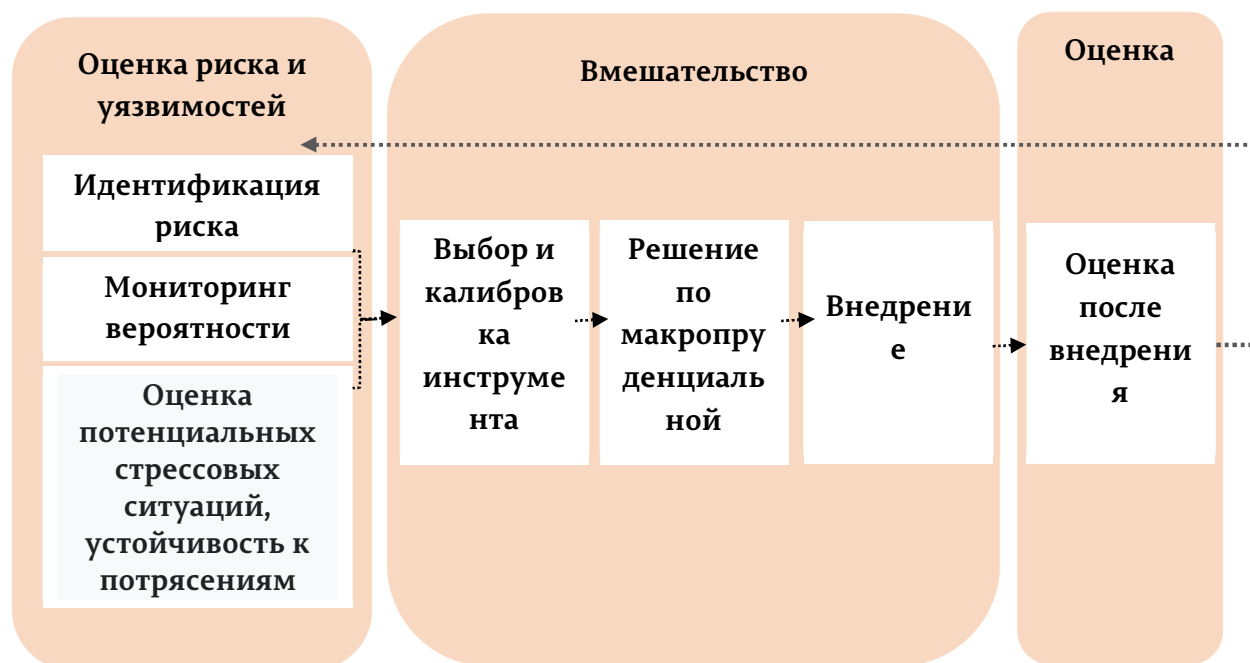 Оценка риска и
уязвимостей
Идентификация
риска
Мониторинг
вероятности
Оценка
потенциальных
стрессовых
ситуаций,
устойчивость к
потрясениям
Вмешательство
Выбор и
калибров
ка
инструме
нта
Решение
по
макропру
денциаль
ной
Внедрени
е
Оценка
Оценка
после
внедрени
я